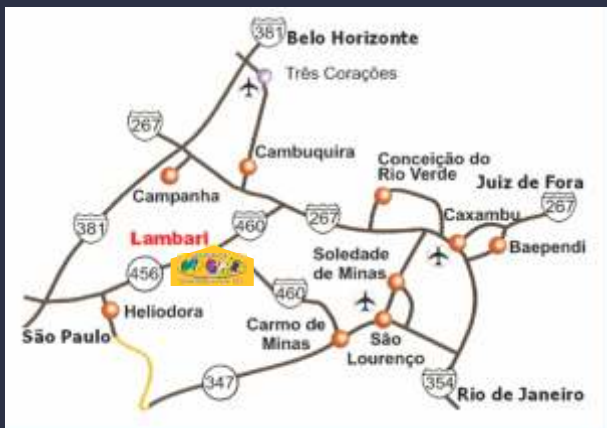 381
Belo Horizonte
Três Corações
267
Cambuquira
Conceição do
Rio Verde
Juiz de Fora
Campanha
460
267
Caxambu
267
381
Lambari
Soledade
de Minas
Baependi
456
460
Heliodora
Carmo de
Minas
São
Lourenço
São Paulo
347
354
Rio de Janeiro